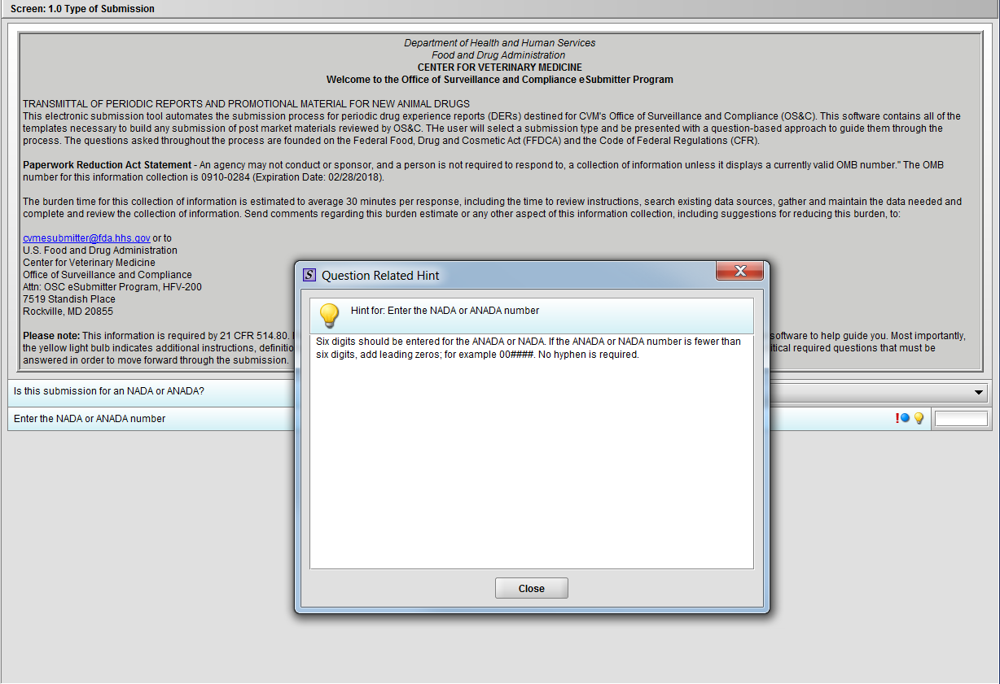 Screen: 1.0 Type of Submission
Department of Health and Human Services
Food and Drug Administration
CENTER FOR VETERINARY MEDICINE
Welcome to the Office of Surveillance and Compliance eSubmitter Program
TRANSMITTAL OF PERIODIC REPORTS AND PROMOTIONAL MATERIAL FOR NEW ANIMAL DRUGS
This electronic submission tool automates the submission process for periodic drug experience reports (DERs) destined for CVM's Office of Surveillance and Compliance (OS&C). This software contains all of the
templates necessary to build any submission of post market materials reviewed by OS&C. THe user will select a submission type and be presented with a question-based approach to guide them through the
process. The questions asked throughout the process are founded on the Federal Food, Drug and Cosmetic Act (FFDCA) and the Code of Federal Regulations (CFR).
Paperwork Reduction Act Statement - An agency may not conduct or sponsor, and a person is not required to respond to, a collection of information unless it displays a currently valid OMB number." The OMB
number for this information collection is 0910-0284 (Expiration Date: 02/28/2018).
The burden time for this collection of information is estimated to average 30 minutes per response, including the time to review instructions, search existing data sources, gather and maintain the data needed and
complete and review the collection of information. Send comments regarding this burden estimate or any other aspect of this information collection, including suggestions for reducing this burden, to:
cvmesubmitter@fda.hhs.gov or to
U.S. Food and Drug Administration
Center for Veterinary Medicine
Office of Surveillance and Compliance
Attn: OSC eSubmitter Program, HFV-200
7519 Standish Place
Rockville, MD 20855
Please note: This information is required by 21 CFR 514.80. software to help guide you. Most importantly,
the yellow light bulb indicates additional instructions, required questions that must be
answered in order to move forward through the submission.
Is this submission for an NADA or ANADA?
Enter the NADA or ANADA number
S Question Related Hint
Hint for: Enter the NADA or ANADA number
Six digits should be entered for the ANADA or NADA. If the ANADA or NADA number is fewer than
six digits, add leading zeros; for example 00####. No hyphen is required.
Close